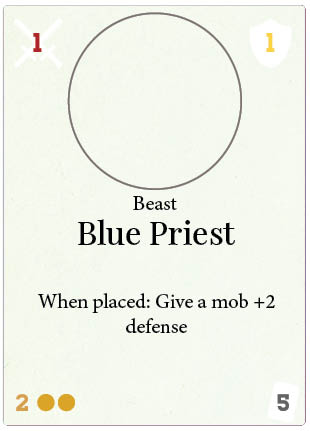 1 1
Beast
Blue Priest
When placed: Give a mob +2
defense
2 5